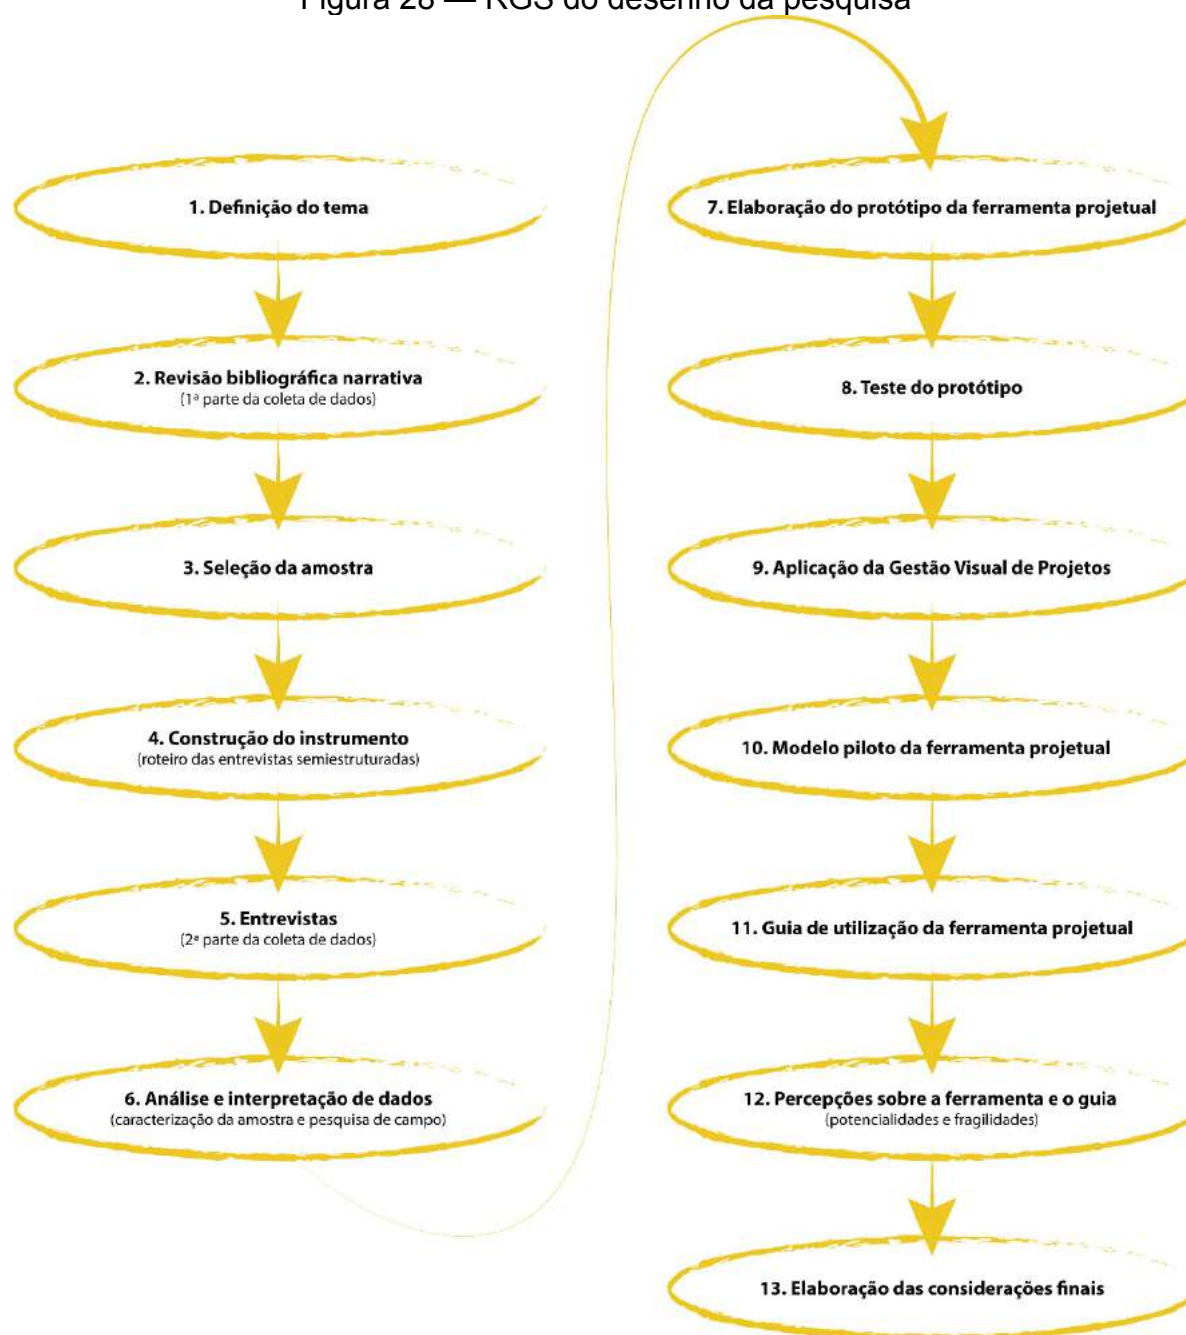 Figura 28 — RGS do desenho da pesquisa
1. Definição do tema
2. Revisão bibliográfica narrativa
(1ª parte da coleta de dados)
3. Seleção da amostra
4. Construção do instrumento
(roteiro das entrevistas semiestruturadas)
5. Entrevistas
(2ª parte da coleta de dados)
6. Análise e interpretação de dados
(caracterização da amostra e pesquisa de campo)
7. Elaboração do protótipo da ferramenta projetual
8. Teste do protótipo
9. Aplicação da Gestão Visual de Projetos
10. Modelo piloto da ferramenta projetual
11. Guia de utilização da ferramenta projetual
12. Percepções sobre a ferramenta e o guia
(potencialidades e fragilidades)
13. Elaboração das considerações finais